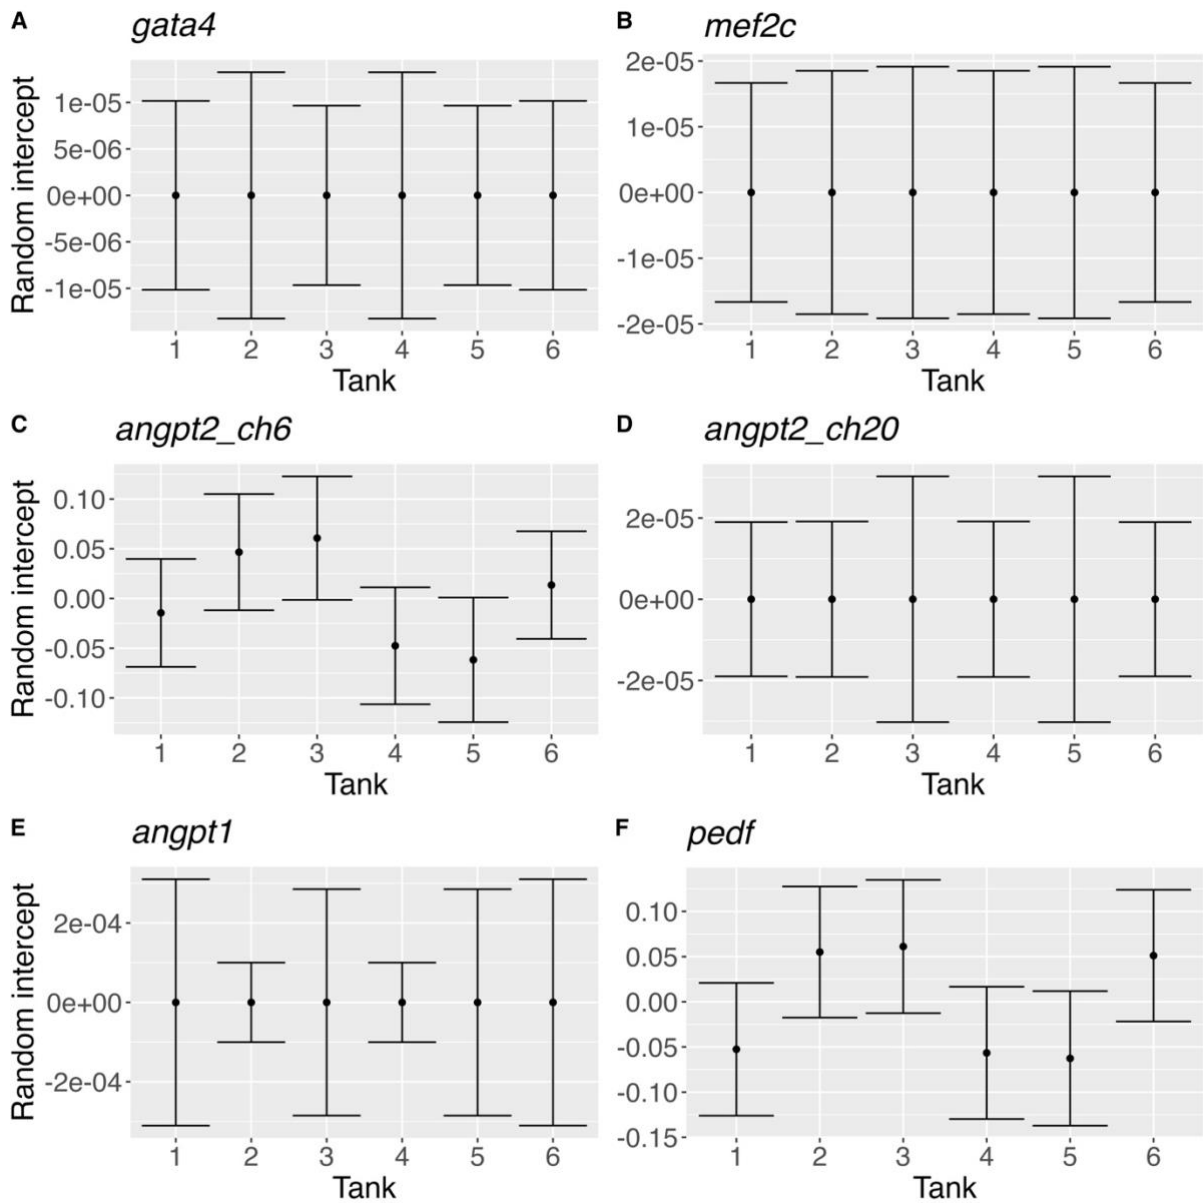 A gata4
Random intercept
1e-05
5e-06
0e+00
-5e-06
-1e-05
1 2 3 4 5 6
Tank
B mef2c
2e-05
1e-05
0e+00
-1e-05
-2e-05
1 2 3 4 5 6
Tank
C angpt2_ch6
Random intercept
0.10
0.05
0.00
-0.05
-0.10
1 2 3 4 5 6
Tank
D angpt2_ch20
2e-05
0e+00
-2e-05
1 2 3 4 5 6
Tank
E angpt1
Random intercept
2e-04
0e+00
-2e-04
1 2 3 4 5 6
Tank
F pedf
0.10
0.05
0.00
-0.05
-0.10
-0.15
1 2 3 4 5 6
Tank